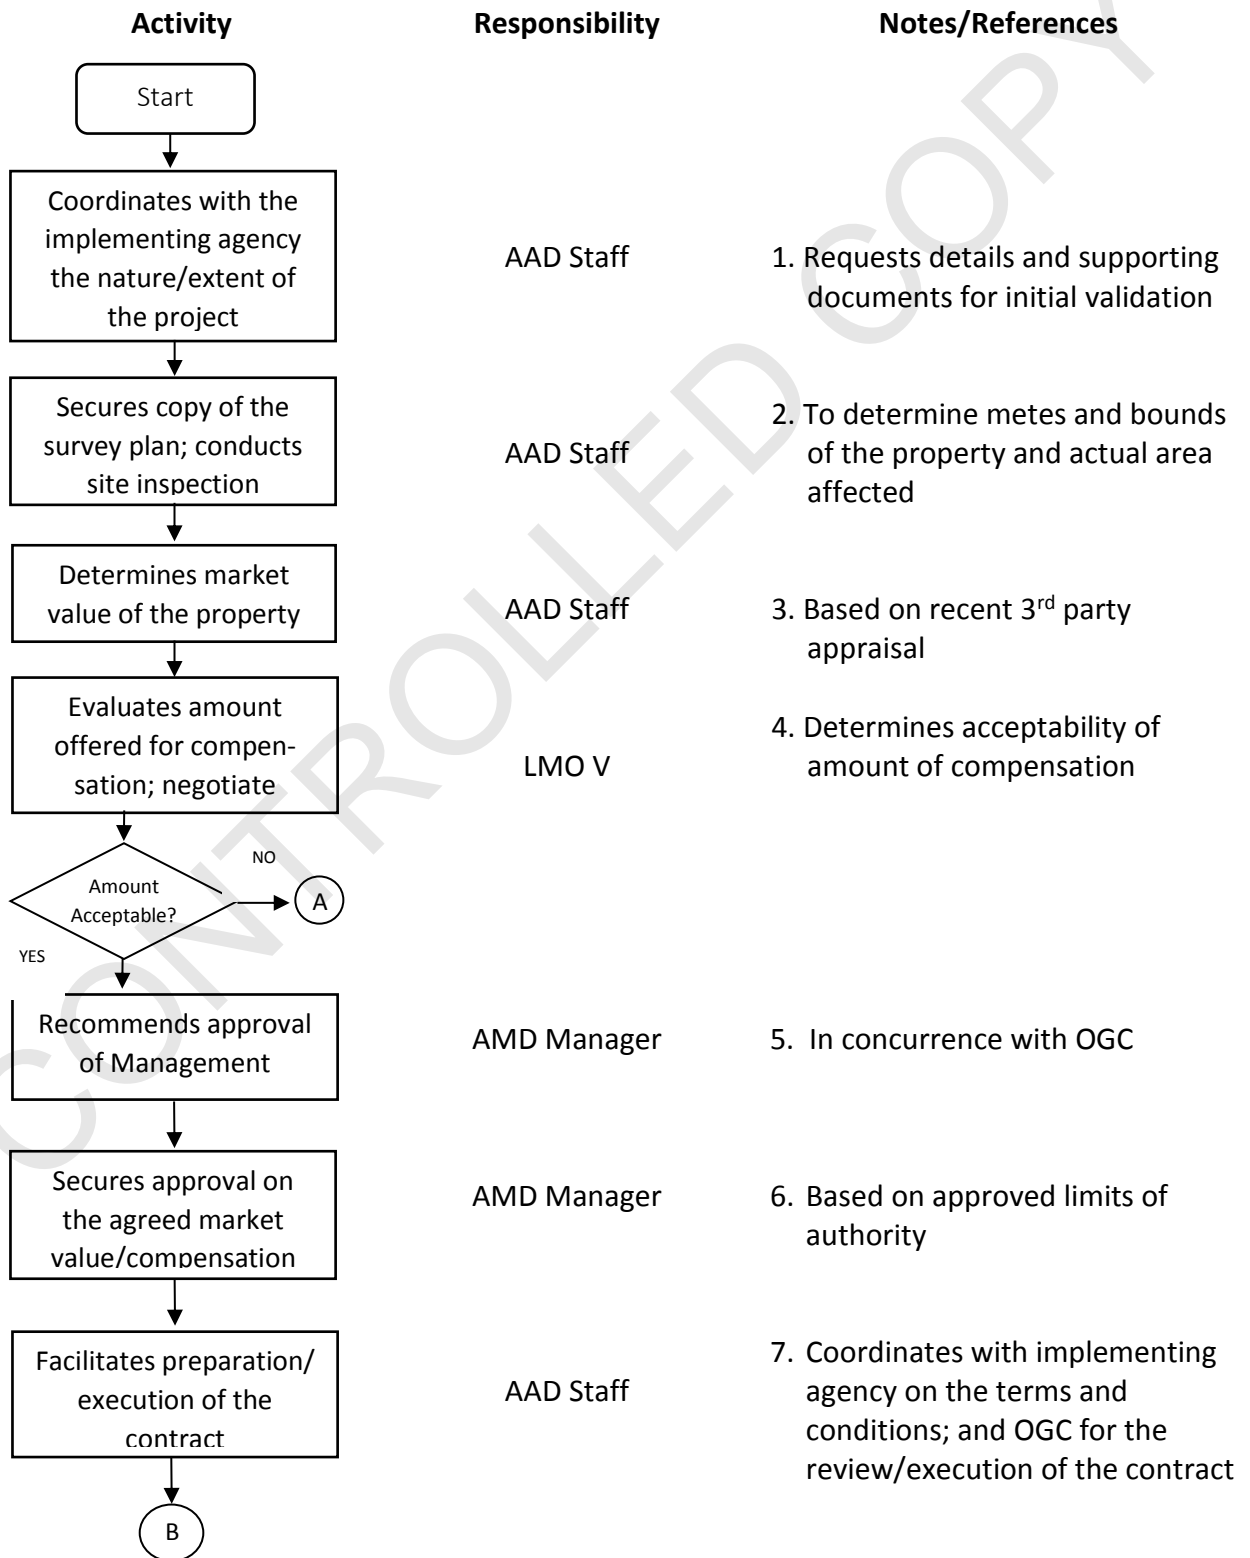 Activity Responsibility Notes/References
Start
Coordinates with the
implementing agency
the nature/extent of
the project
AAD Staff
1. Requests details and supporting
documents for initial validation
Secures copy of the
survey plan; conducts
site inspection
AAD Staff
2. To determine metes and bounds
of the property and actual area
affected
Determines market
value of the property
AAD Staff
3. Based on recent 3rd party
appraisal
Evaluates amount
offered for compen-
sation; negotiate
LMO V
4. Determines acceptability of
amount of compensation
Amount
Acceptable?
NO
A
YES
Recommends approval
of Management
AMD Manager
5. In concurrence with OGC
Secures approval on
the agreed market
value/compensation
AMD Manager
6. Based on approved limits of
authority
Facilitates preparation/
execution of the
contract
AAD Staff
7. Coordinates with implementing
agency on the terms and
conditions; and OGC for the
review/execution of the contract
B
CONTROLLED COPY